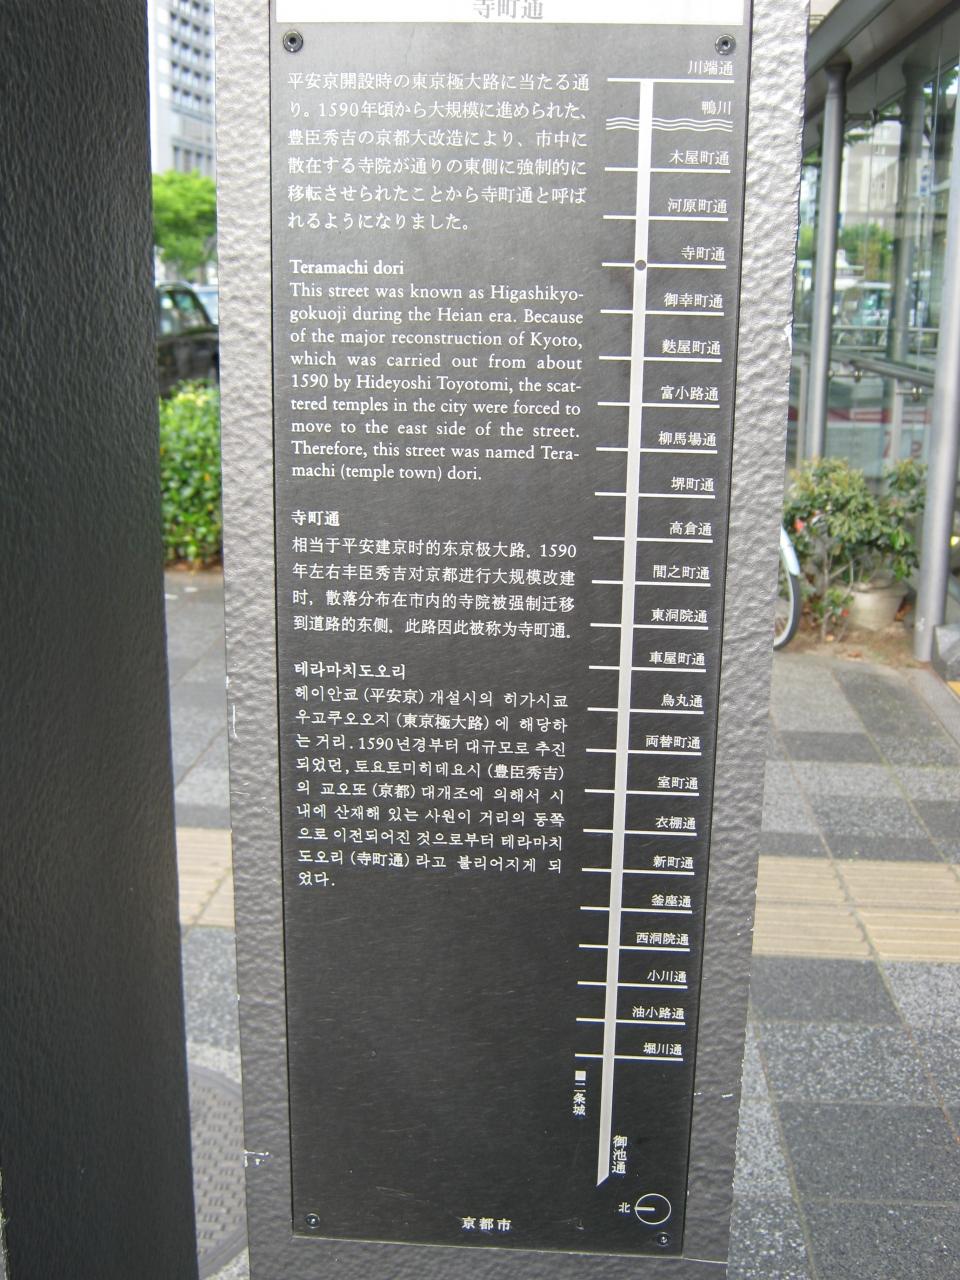 寺町通
平安京開設時の東京極大路に当たる通
り。1590年頃から大規模に進められた、
豊臣秀吉の京都大改造により、市中に
散在する寺院が通りの東側に強制的に
移転させられたことから寺町通と呼ば
れるようになりました。
Teramachi dori
This street was known as Higashikyo-
gokuoji during the Heian era. Because
of the major reconstruction of Kyoto,
which was carried out from about
1590 by Hideyoshi Toyotomi, the scat-
tered temples in the city were forced to
move to the east side of the street.
Therefore, this street was named Tera-
machi (temple town) dori.
寺町通
相当于平安建京时的东京极大路。1590
年左右丰臣秀吉对京都进行大规模改建
时，散落分布在市内的寺院被强制迁移
到道路的东侧。此路因此被称为寺町通。
테라마치도오리
헤이안쿄 (平安京) 개설시의 히가시쿄
우고쿠오오지 (東京極大路) 에 해당하
는 거리. 1590년경부터 대규모로 추진
되었던, 토요토미히데요시 (豊臣秀吉)
의 교오또 (京都) 대개조에 의해서 시
내에 산재해 있는 사원이 거리의 동쪽
으로 이전되어진 것으로부터 테라마치
도오리 (寺町通) 라고 불리어지게 되
었다.
川端通
鴨川
木屋町通
河原町通
寺町通
御幸町通
麩屋町通
富小路通
柳馬場通
堺町通
高倉通
間之町通
東洞院通
車屋町通
烏丸通
両替町通
室町通
衣棚通
新町通
釜座通
西洞院通
小川通
油小路通
堀川通
■二条城
御池通
北
京都市